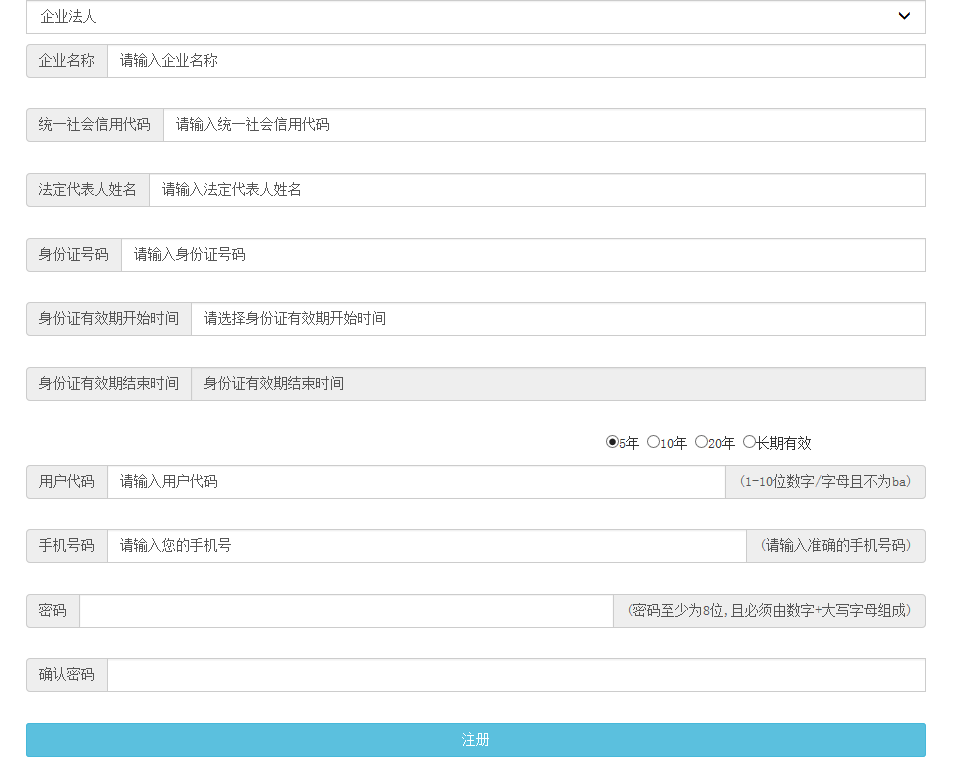 企业法人
企业名称 请输入企业名称
统一社会信用代码 请输入统一社会信用代码
法定代表人姓名 请输入法定代表人姓名
身份证号码 请输入身份证号码
身份证有效期开始时间 请选择身份证有效期开始时间
身份证有效期结束时间 身份证有效期结束时间
5年 10年 20年 长期有效
用户代码 请输入用户代码 (1-10位数字/字母且不为ba)
手机号码 请输入您的手机号 (请输入准确的手机号码)
密码 (密码至少为8位,且必须由数字+大写字母组成)
确认密码
注册